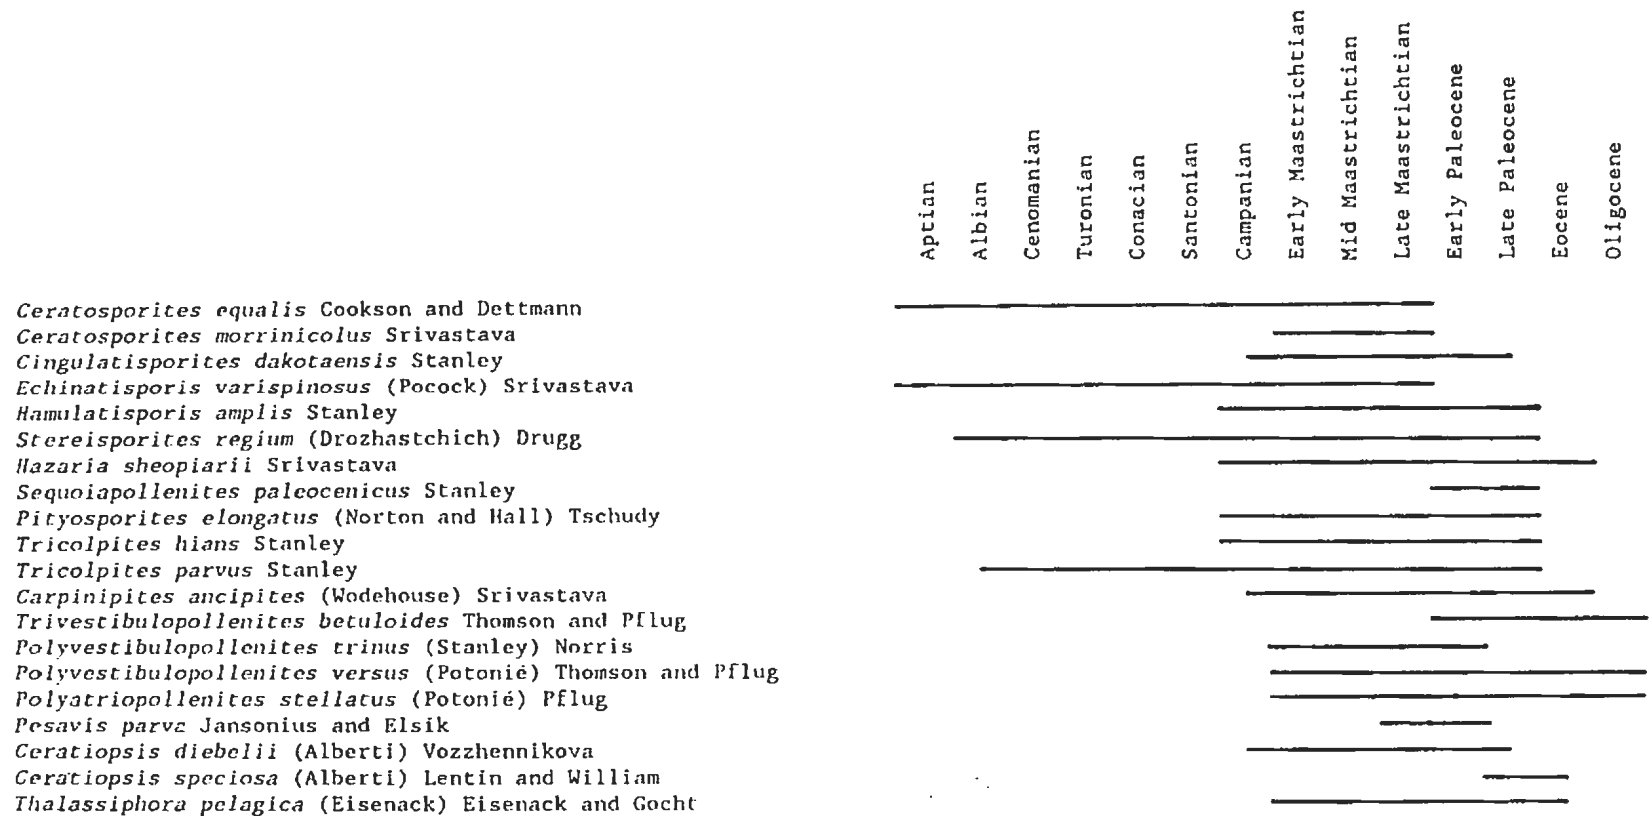 Aptian
Albian
Cenomanian
Turonian
Conacian
Santonian
Campanian
Early Maastrichtian
Mid Maastrichtian
Late Maastrichtian
Early Paleocene
Late Paleocene
Eocene
Oligocene
Ceratosporites equalis Cookson and Dettmann
Ceratosporites morrinicolus Srivastava
Cingulatisporites dakotaensis Stanley
Echinatisporis varispinosus (Pocock) Srivastava
Hamulatisporis amplis Stanley
Stereisporites regium (Drozhastchich) Drugg
Hazaria sheopiarii Srivastava
Sequoiapollenites paleocenicus Stanley
Pityosporites elongatus (Norton and Hall) Tschudy
Tricolpites hians Stanley
Tricolpites parvus Stanley
Carpinipites ancipites (Wodehouse) Srivastava
Trivestibulopollenites betuloides Thomson and Pflug
Polyvestibulopollenites trinus (Stanley) Norris
Polyvestibulopollenites versus (Potonié) Thomson and Pflug
Polyatriopollenites stellatus (Potonié) Pflug
Pesavis parva Jansonius and Elsik
Ceratiopsis diebelii (Alberti) Vozzhennikova
Ceratiopsis speciosa (Alberti) Lentin and William
Thalassiphora pelagica (Eisenack) Eisenack and Gocht